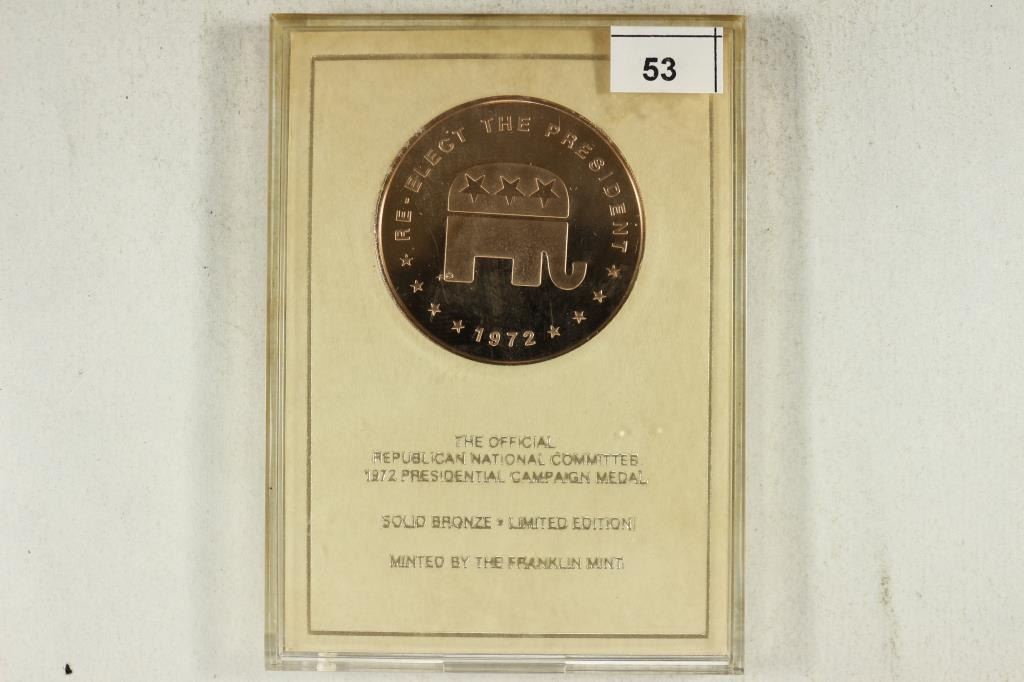 53
RE-ELECT THE PRESIDENT
1972
THE OFFICIAL
REPUBLICAN NATIONAL COMMITTEE
1972 PRESIDENTIAL CAMPAIGN MEDAL
SOLID BRONZE • LIMITED EDITION
MINTED BY THE FRANKLIN MINT